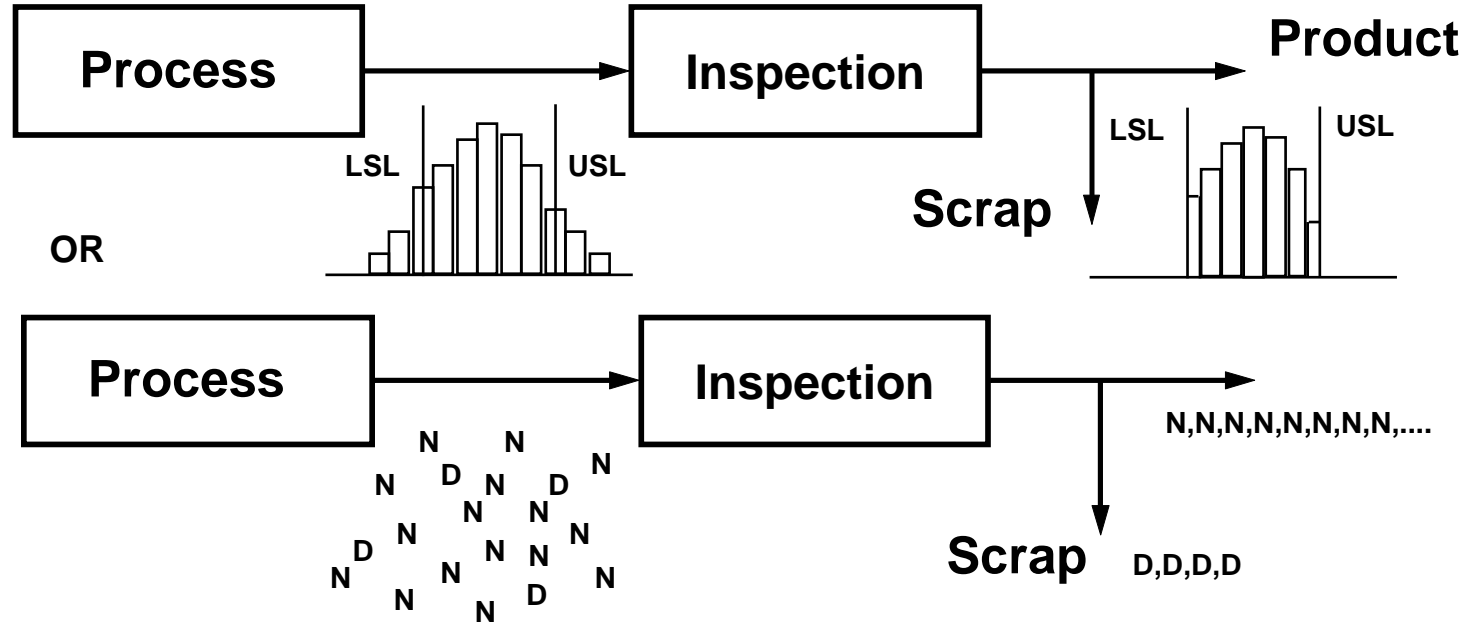 Process
Inspection
Product
LSL
USL
LSL
USL
Scrap
OR
Process
Inspection
N,N,N,N,N,N,N,N,....
N N
N D N D N
N N
N N
D N N
N N N
N N D
Scrap D,D,D,D